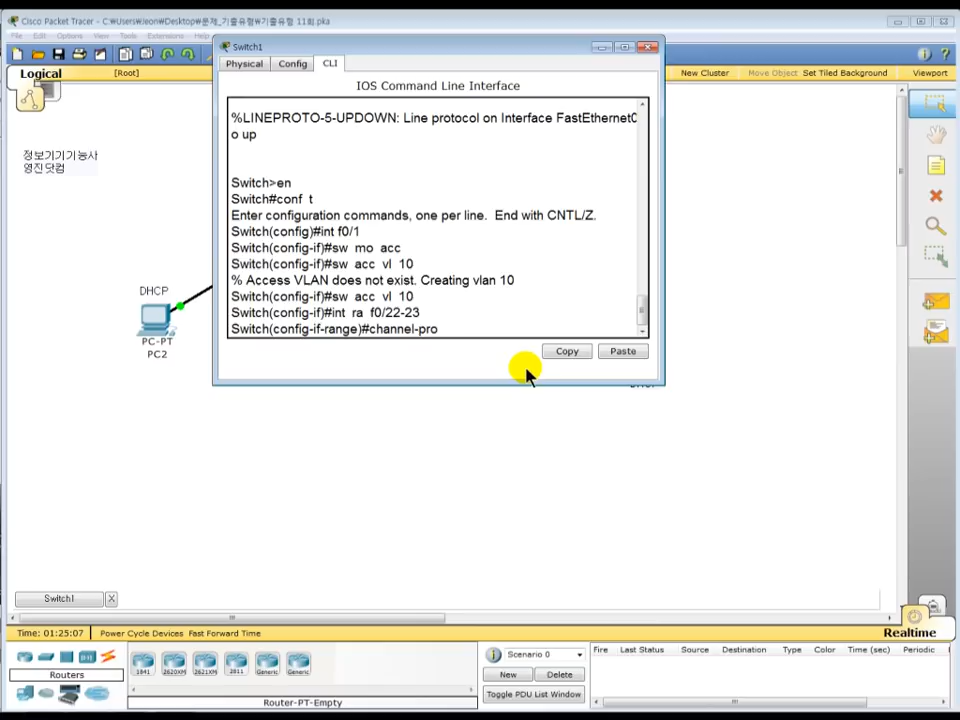 Cisco Packet Tracer - C:\Users\Jeon\Desktop\문제_기출유형\기출유형 11회.pka
File Edit Options View Tools Extensions Help
Switch1
Physical Config CLI
Logical
[Root]
New Cluster Move Object Set Tiled Background Viewport
IOS Command Line Interface
%LINEPROTO-5-UPDOWN: Line protocol on Interface FastEthernet0
o up
Switch>en
Switch#conf t
Enter configuration commands, one per line. End with CNTL/Z.
Switch(config)#int f0/1
Switch(config-if)#sw mo acc
Switch(config-if)#sw acc vl 10
% Access VLAN does not exist. Creating vlan 10
Switch(config-if)#sw acc vl 10
Switch(config-if)#int ra f0/22-23
Switch(config-if-range)#channel-pro
Copy Paste
정보기기기능사
영진닷컴
DHCP
PC-PT
PC2
Switch1 X
Time: 01:25:07 Power Cycle Devices Fast Forward Time
Realtime
Routers
1841 2620XM 2621XM 2811 Generic Generic
Router-PT-Empty
Scenario 0
New Delete
Toggle PDU List Window
Fire Last Status Source Destination Type Color Time (sec) Periodic